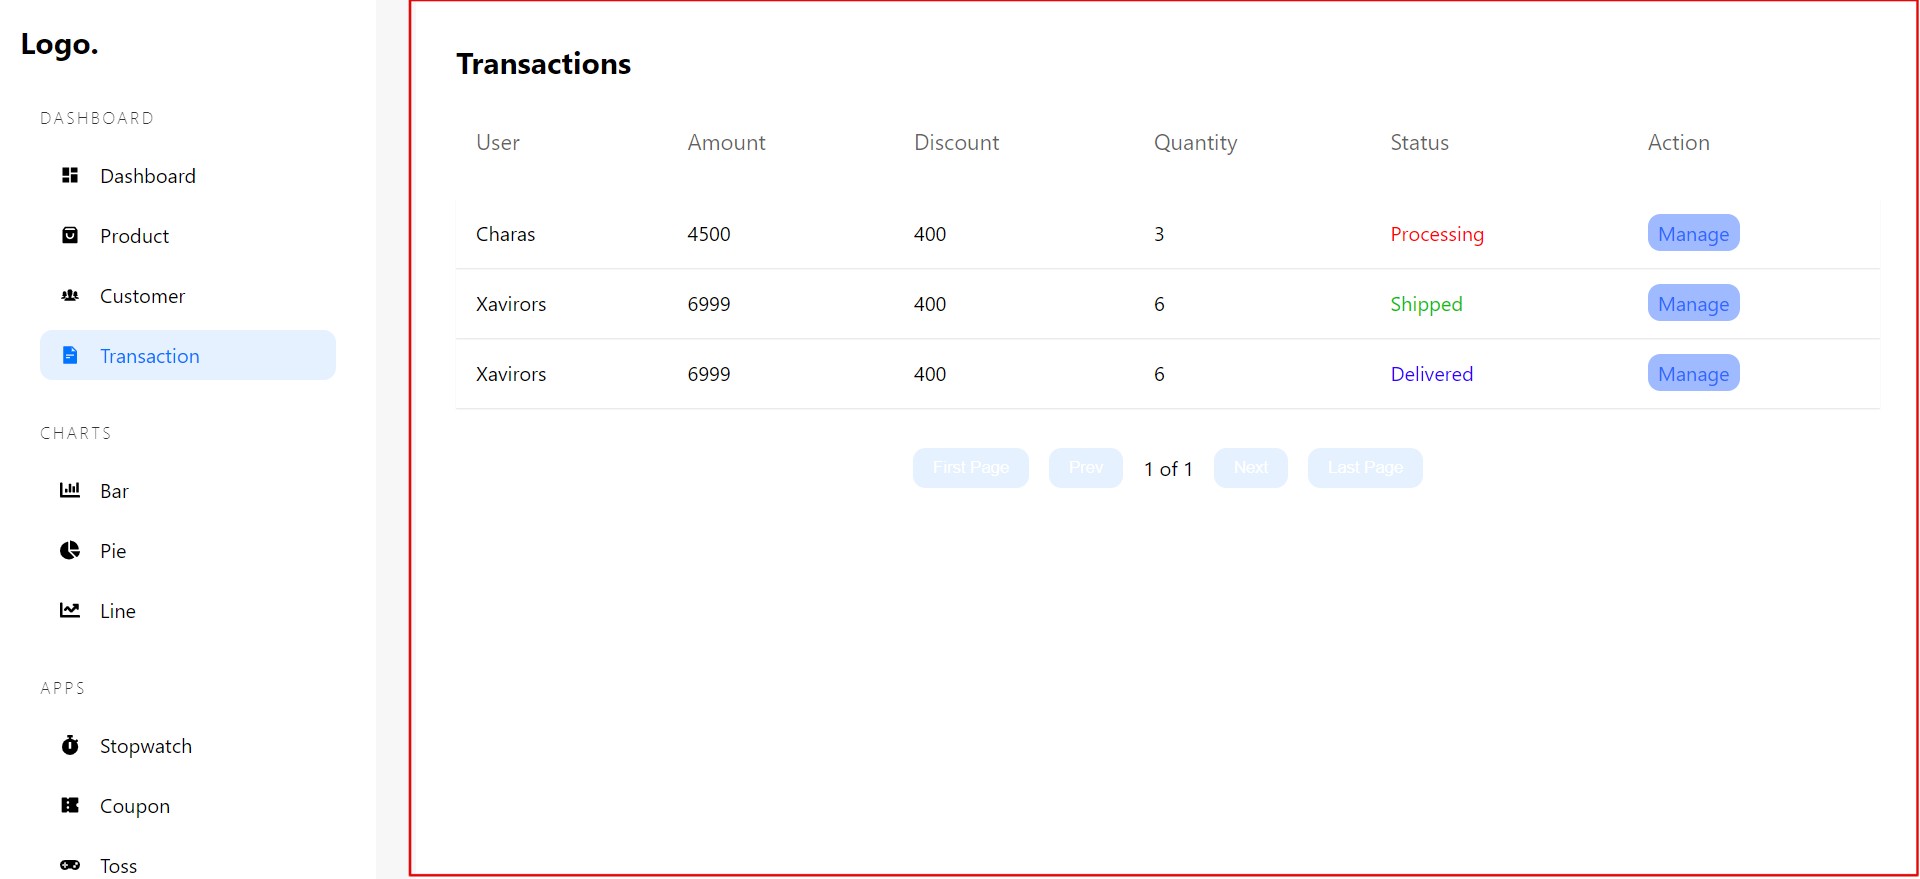 Logo.
DASHBOARD
Dashboard
Product
Customer
Transaction
CHARTS
Bar
Pie
Line
APPS
Stopwatch
Coupon
Toss
Transactions
User Amount Discount Quantity Status Action
Charas 4500 400 3 Processing Manage
Xavirors 6999 400 6 Shipped Manage
Xavirors 6999 400 6 Delivered Manage
First Page Prev 1 of 1 Next Last Page